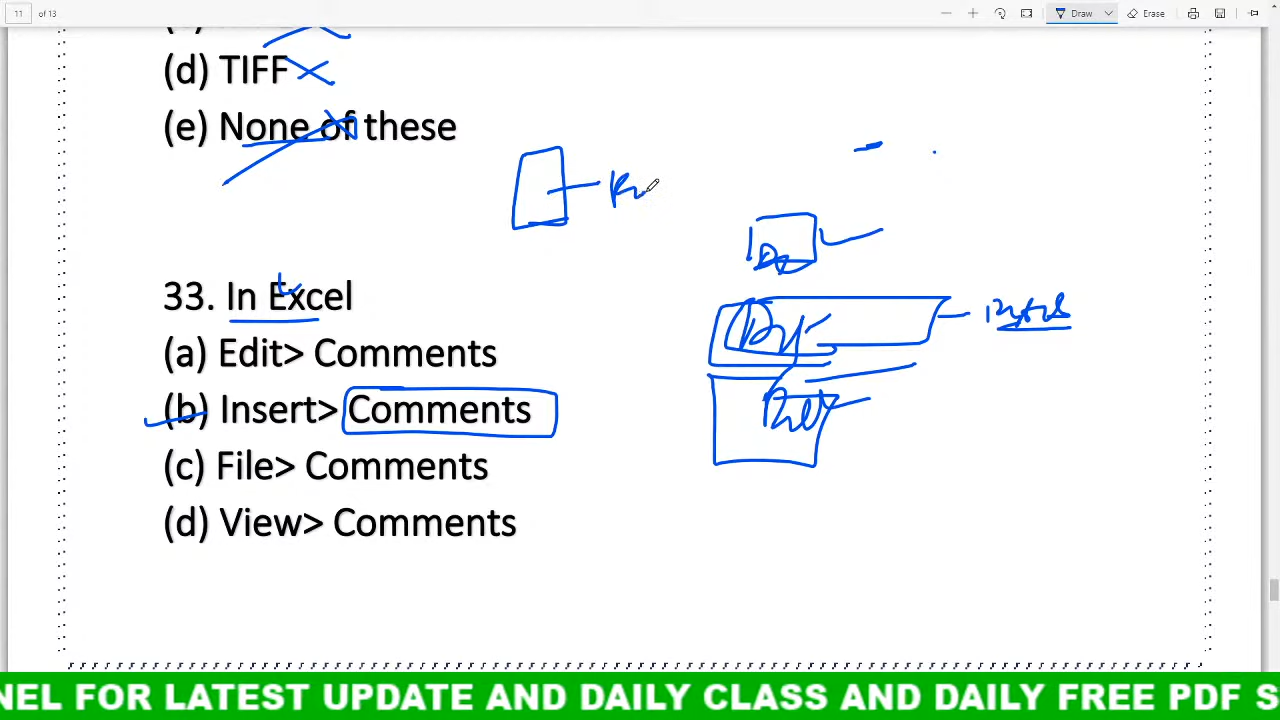 11 of 13 Draw Erase
(d) TIFF
(e) None of these
33. In Excel
(a) Edit> Comments
(b) Insert> Comments
(c) File> Comments
(d) View> Comments
NEL FOR LATEST UPDATE AND DAILY CLASS AND DAILY FREE PDF S